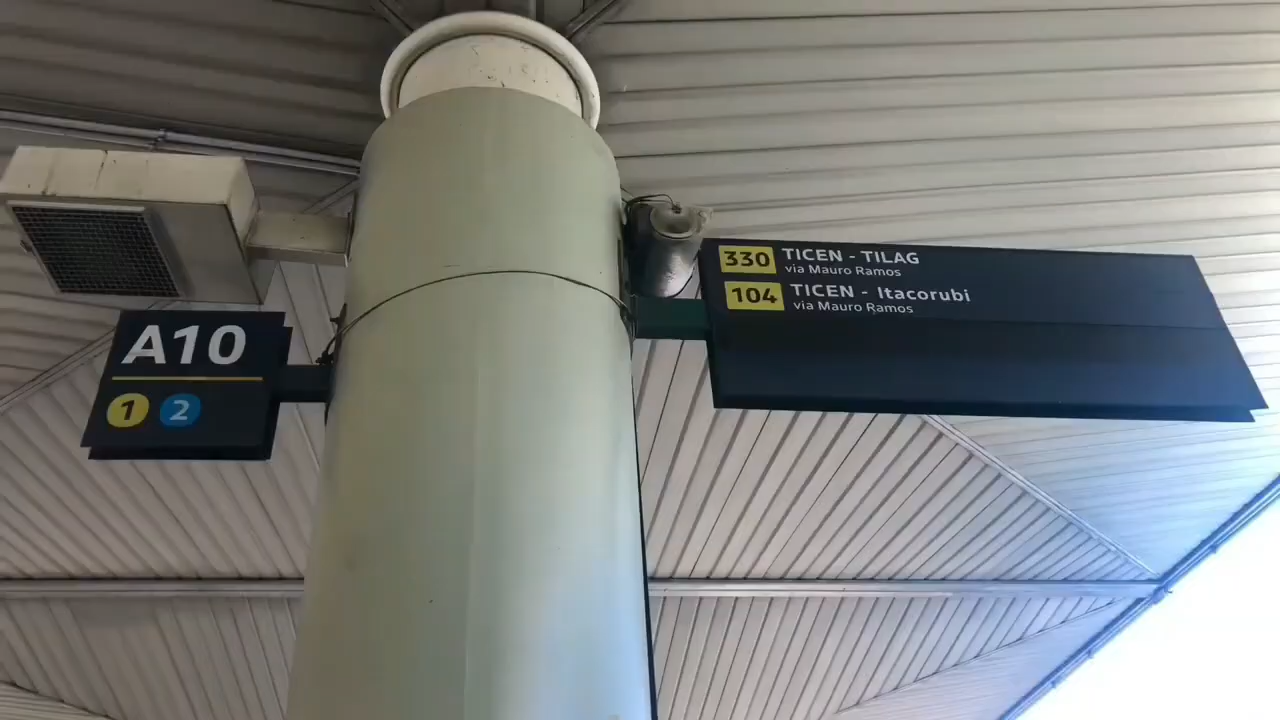 A10
1 2
330 TICEN - TILAG
via Mauro Ramos
104 TICEN - Itacorubi
via Mauro Ramos